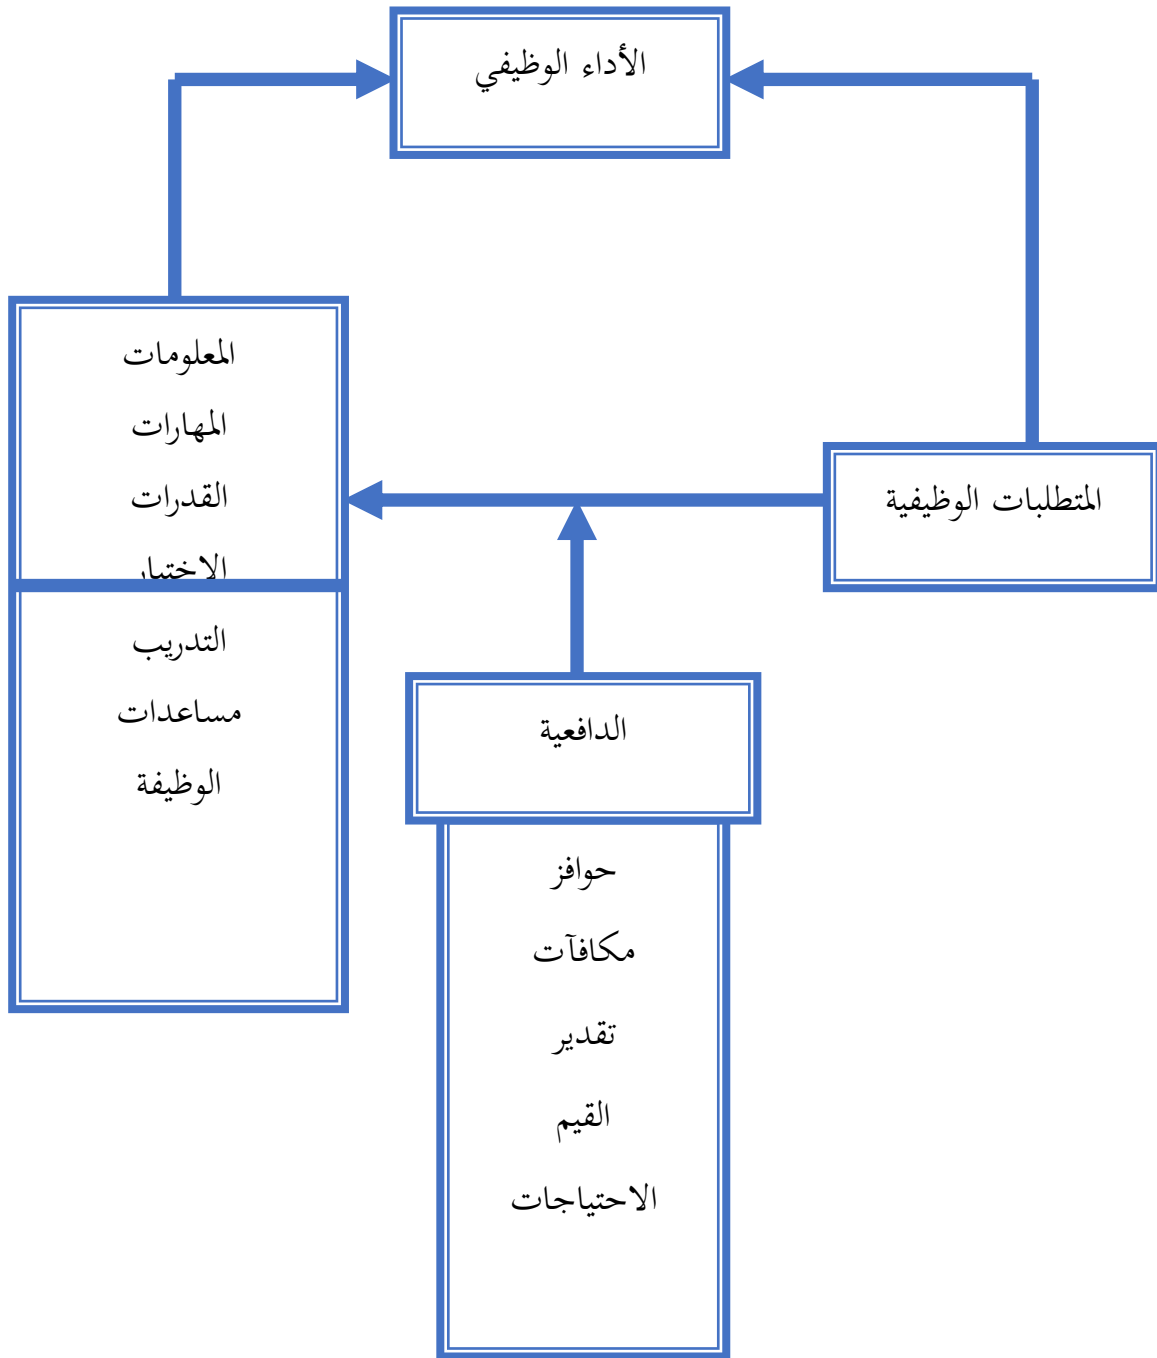 الأداء الوظيفي
المعلومات
المهارات
القدرات
الاختيار
التدريب
مساعدات
الوظيفة
المتطلبات الوظيفية
الدافعية
حوافز
مكافآت
تقدير
القيم
الاحتياجات